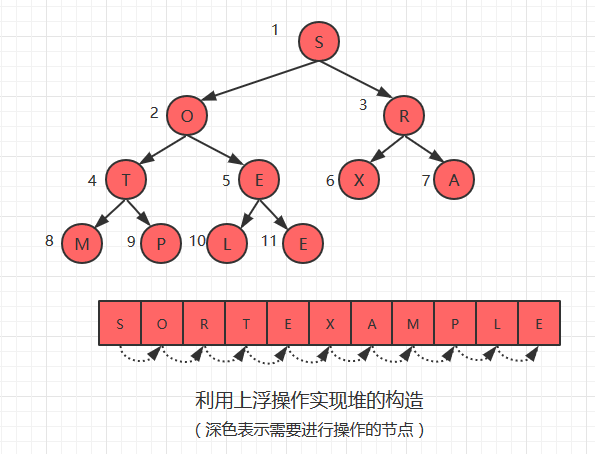 1 S
2 O 3 R
4 T 5 E 6 X 7 A
8 M 9 P 10 L 11 E
S O R T E X A M P L E
利用上浮操作实现堆的构造
（深色表示需要进行操作的节点）